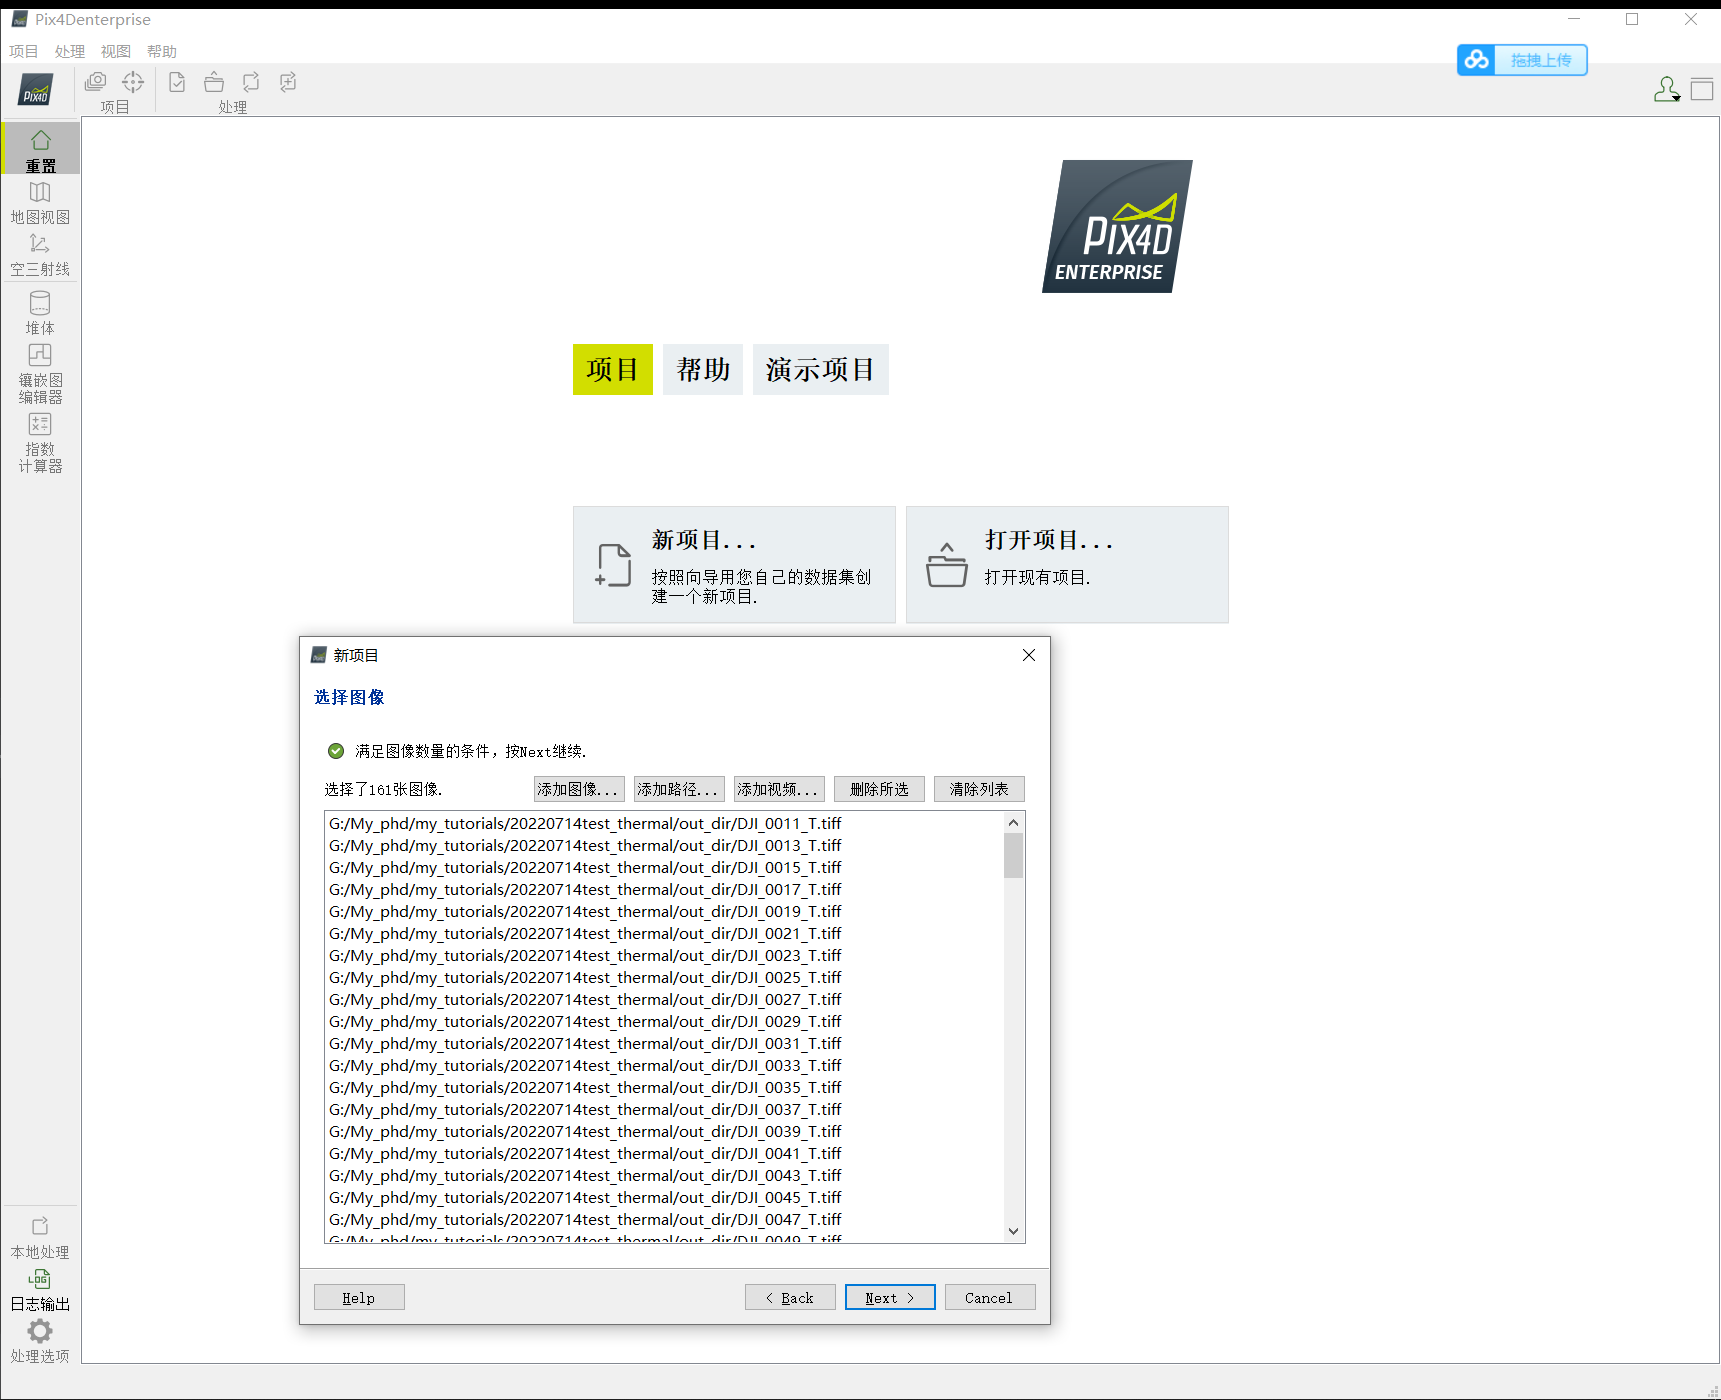 Pix4Denterprise
项目 处理 视图 帮助
拖拽上传
PIX4D
项目
处理
重置
地图视图
空三射线
堆体
镶嵌图
编辑器
指数
计算器
PIX4D
ENTERPRISE
项目
帮助
演示项目
新项目...
按照向导用您自己的数据集创
建一个新项目.
打开项目...
打开现有项目.
新项目
选择图像
满足图像数量的条件，按Next继续.
选择了161张图像.
添加图像... 添加路径... 添加视频... 删除所选 清除列表
G:/My_phd/my_tutorials/20220714test_thermal/out_dir/DJI_0011_T.tiff
G:/My_phd/my_tutorials/20220714test_thermal/out_dir/DJI_0013_T.tiff
G:/My_phd/my_tutorials/20220714test_thermal/out_dir/DJI_0015_T.tiff
G:/My_phd/my_tutorials/20220714test_thermal/out_dir/DJI_0017_T.tiff
G:/My_phd/my_tutorials/20220714test_thermal/out_dir/DJI_0019_T.tiff
G:/My_phd/my_tutorials/20220714test_thermal/out_dir/DJI_0021_T.tiff
G:/My_phd/my_tutorials/20220714test_thermal/out_dir/DJI_0023_T.tiff
G:/My_phd/my_tutorials/20220714test_thermal/out_dir/DJI_0025_T.tiff
G:/My_phd/my_tutorials/20220714test_thermal/out_dir/DJI_0027_T.tiff
G:/My_phd/my_tutorials/20220714test_thermal/out_dir/DJI_0029_T.tiff
G:/My_phd/my_tutorials/20220714test_thermal/out_dir/DJI_0031_T.tiff
G:/My_phd/my_tutorials/20220714test_thermal/out_dir/DJI_0033_T.tiff
G:/My_phd/my_tutorials/20220714test_thermal/out_dir/DJI_0035_T.tiff
G:/My_phd/my_tutorials/20220714test_thermal/out_dir/DJI_0037_T.tiff
G:/My_phd/my_tutorials/20220714test_thermal/out_dir/DJI_0039_T.tiff
G:/My_phd/my_tutorials/20220714test_thermal/out_dir/DJI_0041_T.tiff
G:/My_phd/my_tutorials/20220714test_thermal/out_dir/DJI_0043_T.tiff
G:/My_phd/my_tutorials/20220714test_thermal/out_dir/DJI_0045_T.tiff
G:/My_phd/my_tutorials/20220714test_thermal/out_dir/DJI_0047_T.tiff
G:/My_phd/my_tutorials/20220714test_thermal/out_dir/DJI_0049_T.tiff
Help
< Back
Next >
Cancel
本地处理
LOG
日志输出
处理选项